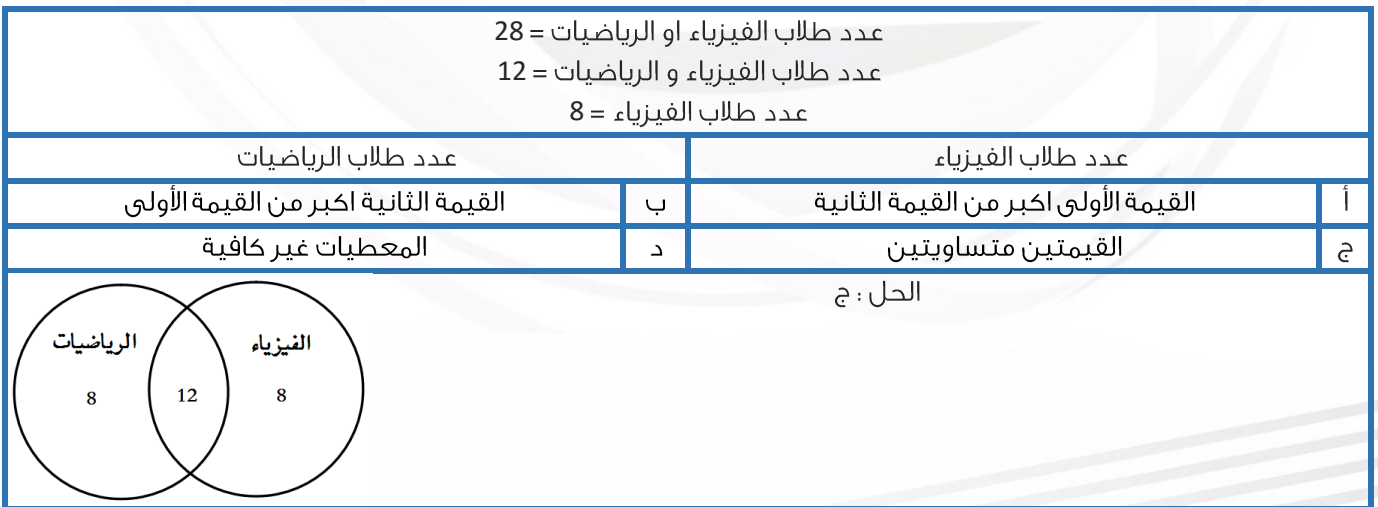 عدد طلاب الفيزياء او الرياضيات = 28
عدد طلاب الفيزياء و الرياضيات = 12
عدد طلاب الفيزياء = 8
عدد طلاب الفيزياء عدد طلاب الرياضيات
أ القيمة الأولى اكبر من القيمة الثانية ب القيمة الثانية اكبر من القيمة الأولى
ج القيمتين متساويتين د المعطيات غير كافية
الحل : ج
الفيزياء الرياضيات
8 12 8